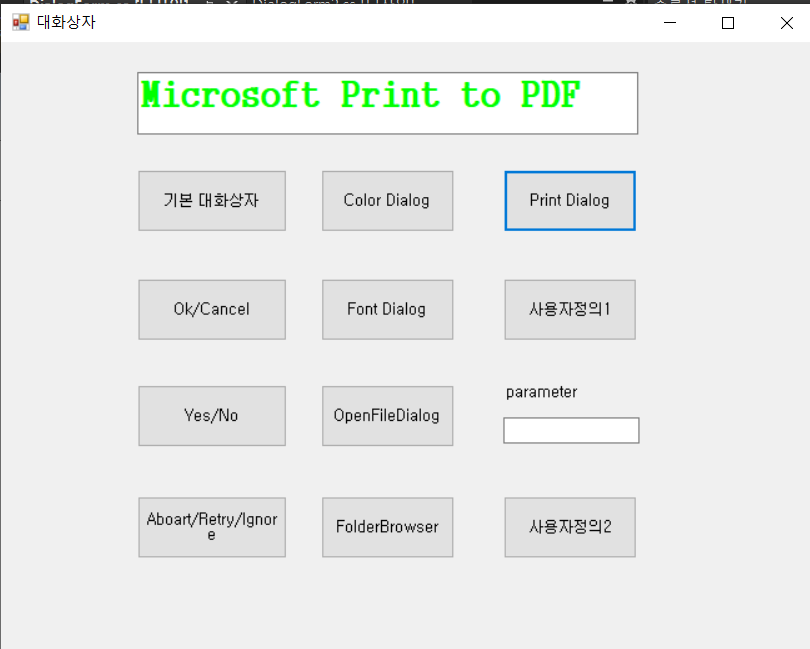 대화상자
Microsoft Print to PDF
기본 대화상자
Color Dialog
Print Dialog
Ok/Cancel
Font Dialog
사용자정의1
Yes/No
OpenFileDialog
parameter
Aboart/Retry/Ignor
e
FolderBrowser
사용자정의2